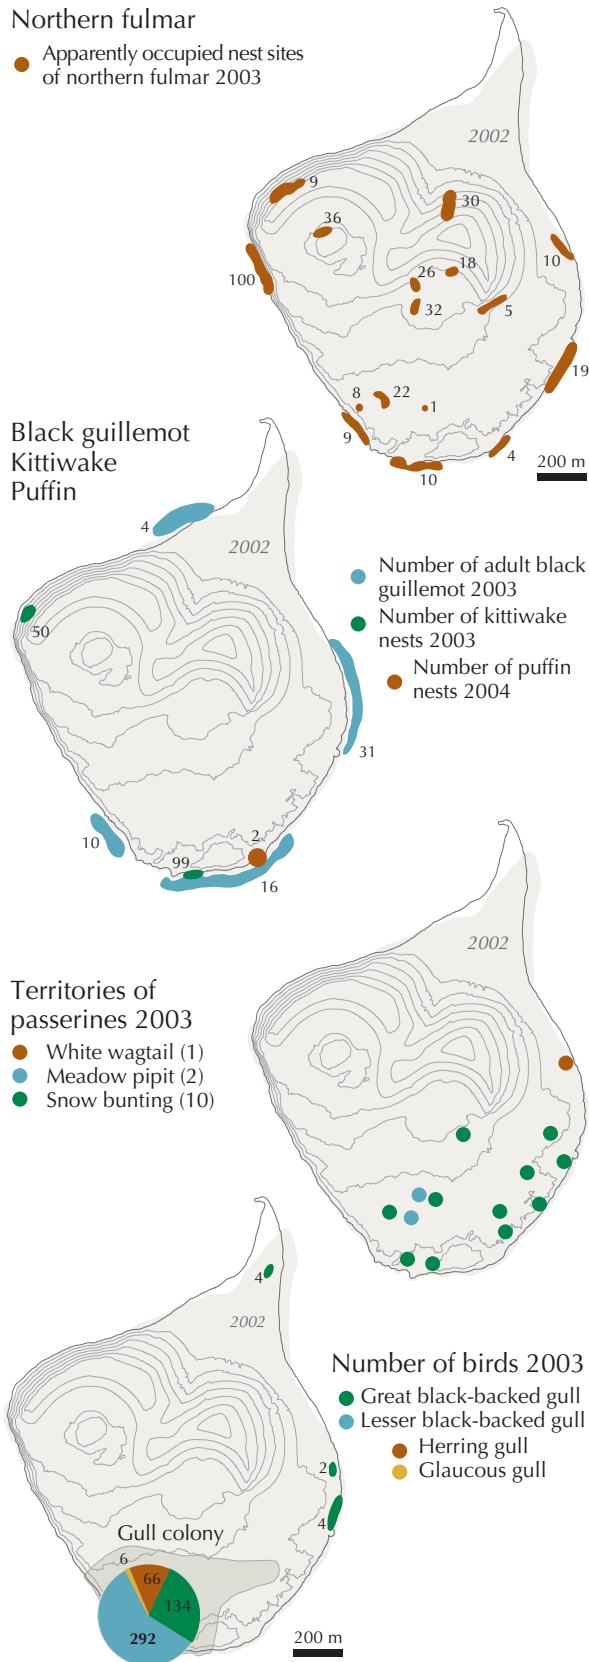 Northern fulmar
Apparently occupied nest sites
of northern fulmar 2003
2002
9
30
36
10
100
26
18
32
5
19
8
22
1
9
4
10
200 m
Black guillemot
Kittiwake
Puffin
4
2002
Number of adult black
guillemot 2003
Number of kittiwake
nests 2003
Number of puffin
nests 2004
50
31
10
2
99
16
2002
Territories of
passerines 2003
White wagtail (1)
Meadow pipit (2)
Snow bunting (10)
4
2002
Number of birds 2003
Great black-backed gull
Lesser black-backed gull
Herring gull
Glaucous gull
2
4
Gull colony
6
66
134
292
200 m